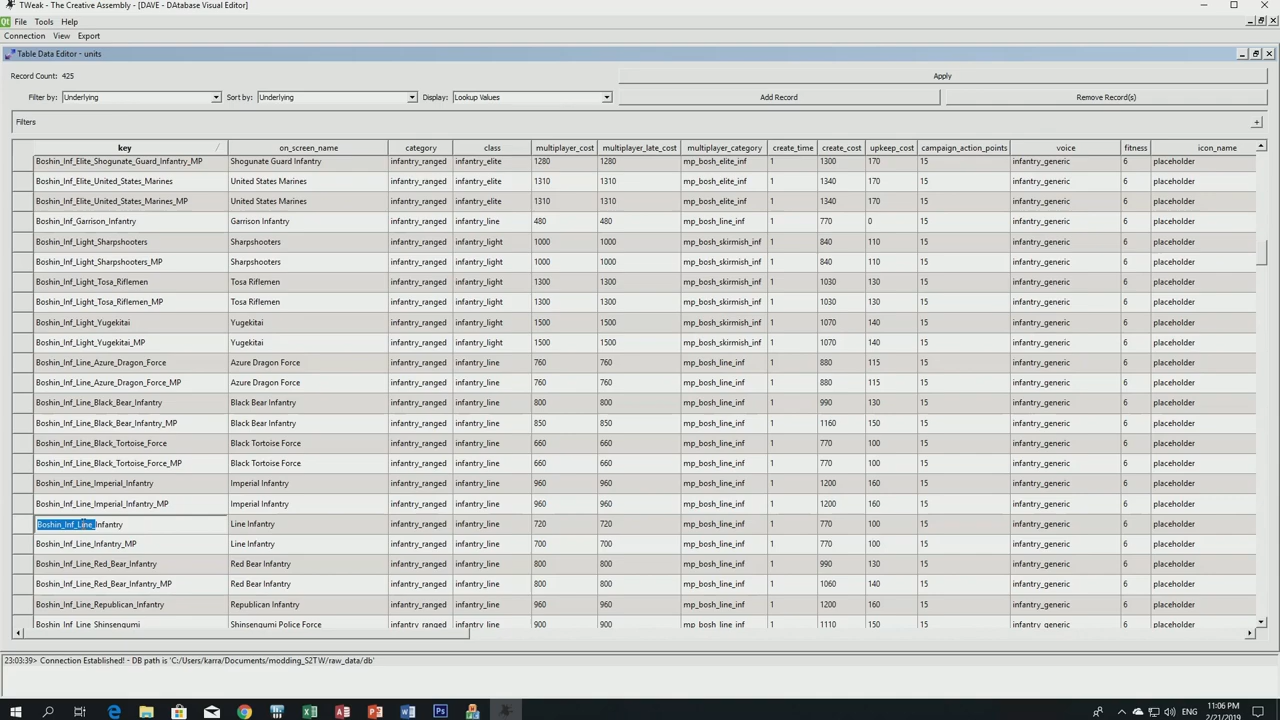 TWeak - The Creative Assembly - [DAVE - DAtabase Visual Editor]
File Tools Help
Connection View Export
Table Data Editor - units
Record Count: 425 Apply
Filter by: Underlying Sort by: Underlying Display: Lookup Values Add Record Remove Record(s)
Filters +
key on_screen_name category class multiplayer_cost multiplayer_late_cost multiplayer_category create_time create_cost upkeep_cost campaign_action_points voice fitness icon_name
Boshin_Inf_Elite_Shogunate_Guard_Infantry_MP Shogunate Guard Infantry infantry_ranged infantry_elite 1280 1280 mp_bosh_elite_inf 1 1300 170 15 infantry_generic 6 placeholder
Boshin_Inf_Elite_United_States_Marines United States Marines infantry_ranged infantry_elite 1310 1310 mp_bosh_elite_inf 1 1340 170 15 infantry_generic 6 placeholder
Boshin_Inf_Elite_United_States_Marines_MP United States Marines infantry_ranged infantry_elite 1310 1310 mp_bosh_elite_inf 1 1340 170 15 infantry_generic 6 placeholder
Boshin_Inf_Garrison_Infantry Garrison Infantry infantry_ranged infantry_line 480 480 mp_bosh_line_inf 1 770 0 15 infantry_generic 6 placeholder
Boshin_Inf_Light_Sharpshooters Sharpshooters infantry_ranged infantry_light 1000 1000 mp_bosh_skirmish_inf 1 840 110 15 infantry_generic 6 placeholder
Boshin_Inf_Light_Sharpshooters_MP Sharpshooters infantry_ranged infantry_light 1000 1000 mp_bosh_skirmish_inf 1 840 110 15 infantry_generic 6 placeholder
Boshin_Inf_Light_Tosa_Riflemen Tosa Riflemen infantry_ranged infantry_light 1300 1300 mp_bosh_skirmish_inf 1 1030 130 15 infantry_generic 6 placeholder
Boshin_Inf_Light_Tosa_Riflemen_MP Tosa Riflemen infantry_ranged infantry_light 1300 1300 mp_bosh_skirmish_inf 1 1030 130 15 infantry_generic 6 placeholder
Boshin_Inf_Light_Yugekitai Yugekitai infantry_ranged infantry_light 1500 1500 mp_bosh_skirmish_inf 1 1070 140 15 infantry_generic 6 placeholder
Boshin_Inf_Light_Yugekitai_MP Yugekitai infantry_ranged infantry_light 1500 1500 mp_bosh_skirmish_inf 1 1070 140 15 infantry_generic 6 placeholder
Boshin_Inf_Line_Azure_Dragon_Force Azure Dragon Force infantry_ranged infantry_line 760 760 mp_bosh_line_inf 1 880 115 15 infantry_generic 6 placeholder
Boshin_Inf_Line_Azure_Dragon_Force_MP Azure Dragon Force infantry_ranged infantry_line 760 760 mp_bosh_line_inf 1 880 115 15 infantry_generic 6 placeholder
Boshin_Inf_Line_Black_Bear_Infantry Black Bear Infantry infantry_ranged infantry_line 800 800 mp_bosh_line_inf 1 990 130 15 infantry_generic 6 placeholder
Boshin_Inf_Line_Black_Bear_Infantry_MP Black Bear Infantry infantry_ranged infantry_line 850 850 mp_bosh_line_inf 1 1160 150 15 infantry_generic 6 placeholder
Boshin_Inf_Line_Black_Tortoise_Force Black Tortoise Force infantry_ranged infantry_line 660 660 mp_bosh_line_inf 1 770 100 15 infantry_generic 6 placeholder
Boshin_Inf_Line_Black_Tortoise_Force_MP Black Tortoise Force infantry_ranged infantry_line 660 660 mp_bosh_line_inf 1 770 100 15 infantry_generic 6 placeholder
Boshin_Inf_Line_Imperial_Infantry Imperial Infantry infantry_ranged infantry_line 960 960 mp_bosh_line_inf 1 1200 160 15 infantry_generic 6 placeholder
Boshin_Inf_Line_Imperial_Infantry_MP Imperial Infantry infantry_ranged infantry_line 960 960 mp_bosh_line_inf 1 1200 160 15 infantry_generic 6 placeholder
Boshin_Inf_Line_Infantry Line Infantry infantry_ranged infantry_line 720 720 mp_bosh_line_inf 1 770 100 15 infantry_generic 6 placeholder
Boshin_Inf_Line_Infantry_MP Line Infantry infantry_ranged infantry_line 700 700 mp_bosh_line_inf 1 770 100 15 infantry_generic 6 placeholder
Boshin_Inf_Line_Red_Bear_Infantry Red Bear Infantry infantry_ranged infantry_line 800 800 mp_bosh_line_inf 1 990 130 15 infantry_generic 6 placeholder
Boshin_Inf_Line_Red_Bear_Infantry_MP Red Bear Infantry infantry_ranged infantry_line 800 800 mp_bosh_line_inf 1 1060 140 15 infantry_generic 6 placeholder
Boshin_Inf_Line_Republican_Infantry Republican Infantry infantry_ranged infantry_line 960 960 mp_bosh_line_inf 1 1200 160 15 infantry_generic 6 placeholder
Boshin_Inf_Line_Shinsengumi Shinsengumi Police Force infantry_ranged infantry_line 900 900 mp_bosh_line_inf 1 1110 150 15 infantry_generic 6 placeholder
23:03:39> Connection Established! - DB path is 'C:/Users/karra/Documents/modding_S2TW/raw_data/db'
ENG 11:06 PM
2/21/2019